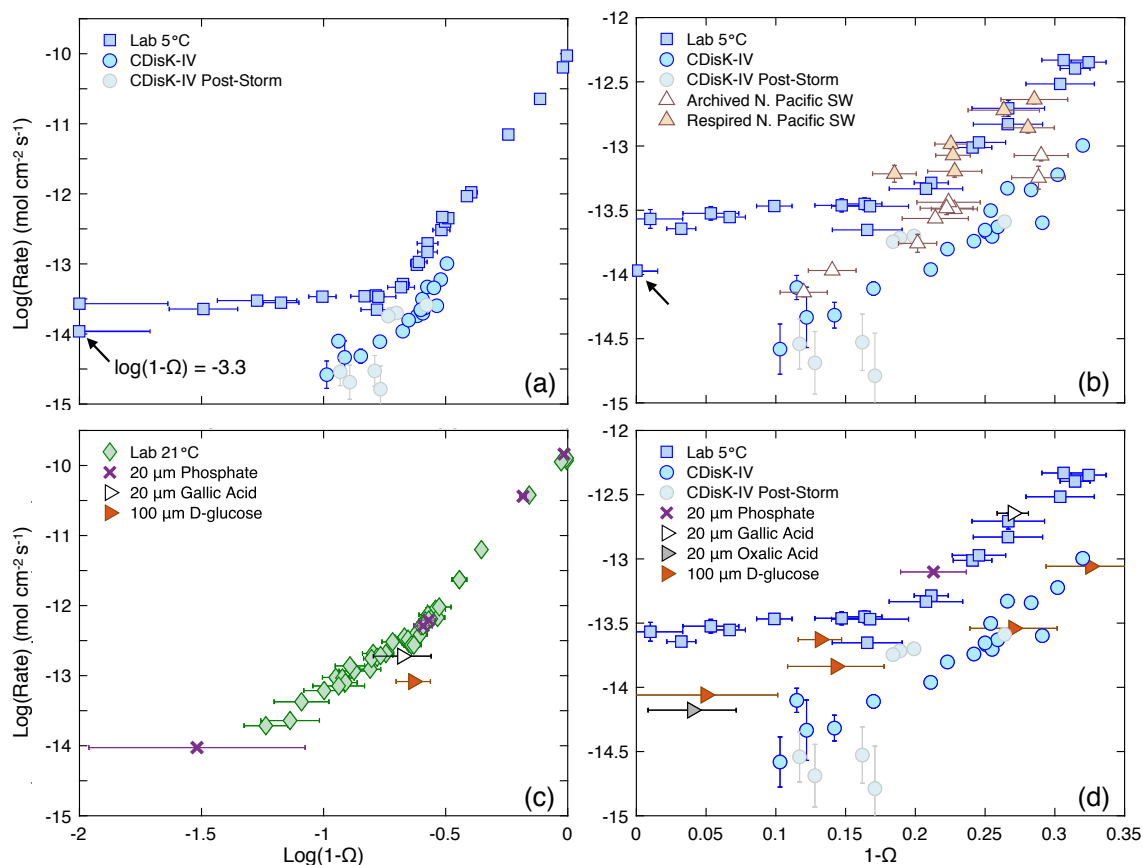 Lab 5°C
CDisK-IV
CDisK-IV Post-Storm
-10
-11
-12
-13
-14
-15
Log(Rate) (mol cm-2 s-1)
log(1-Ω) = -3.3
(a)
Lab 5°C
CDisK-IV
CDisK-IV Post-Storm
Archived N. Pacific SW
Respired N. Pacific SW
-12
-12.5
-13
-13.5
-14
-14.5
-15
(b)
Lab 21°C
20 μm Phosphate
20 μm Gallic Acid
100 μm D-glucose
-10
-11
-12
-13
-14
-15
Log(Rate) (mol cm-2 s-1)
(c)
-2
-1.5
-1
-0.5
0
Log(1-Ω)
Lab 5°C
CDisK-IV
CDisK-IV Post-Storm
20 μm Phosphate
20 μm Gallic Acid
20 μm Oxalic Acid
100 μm D-glucose
-12
-12.5
-13
-13.5
-14
-14.5
-15
(d)
0
0.05
0.1
0.15
0.2
0.25
0.3
0.35
1-Ω